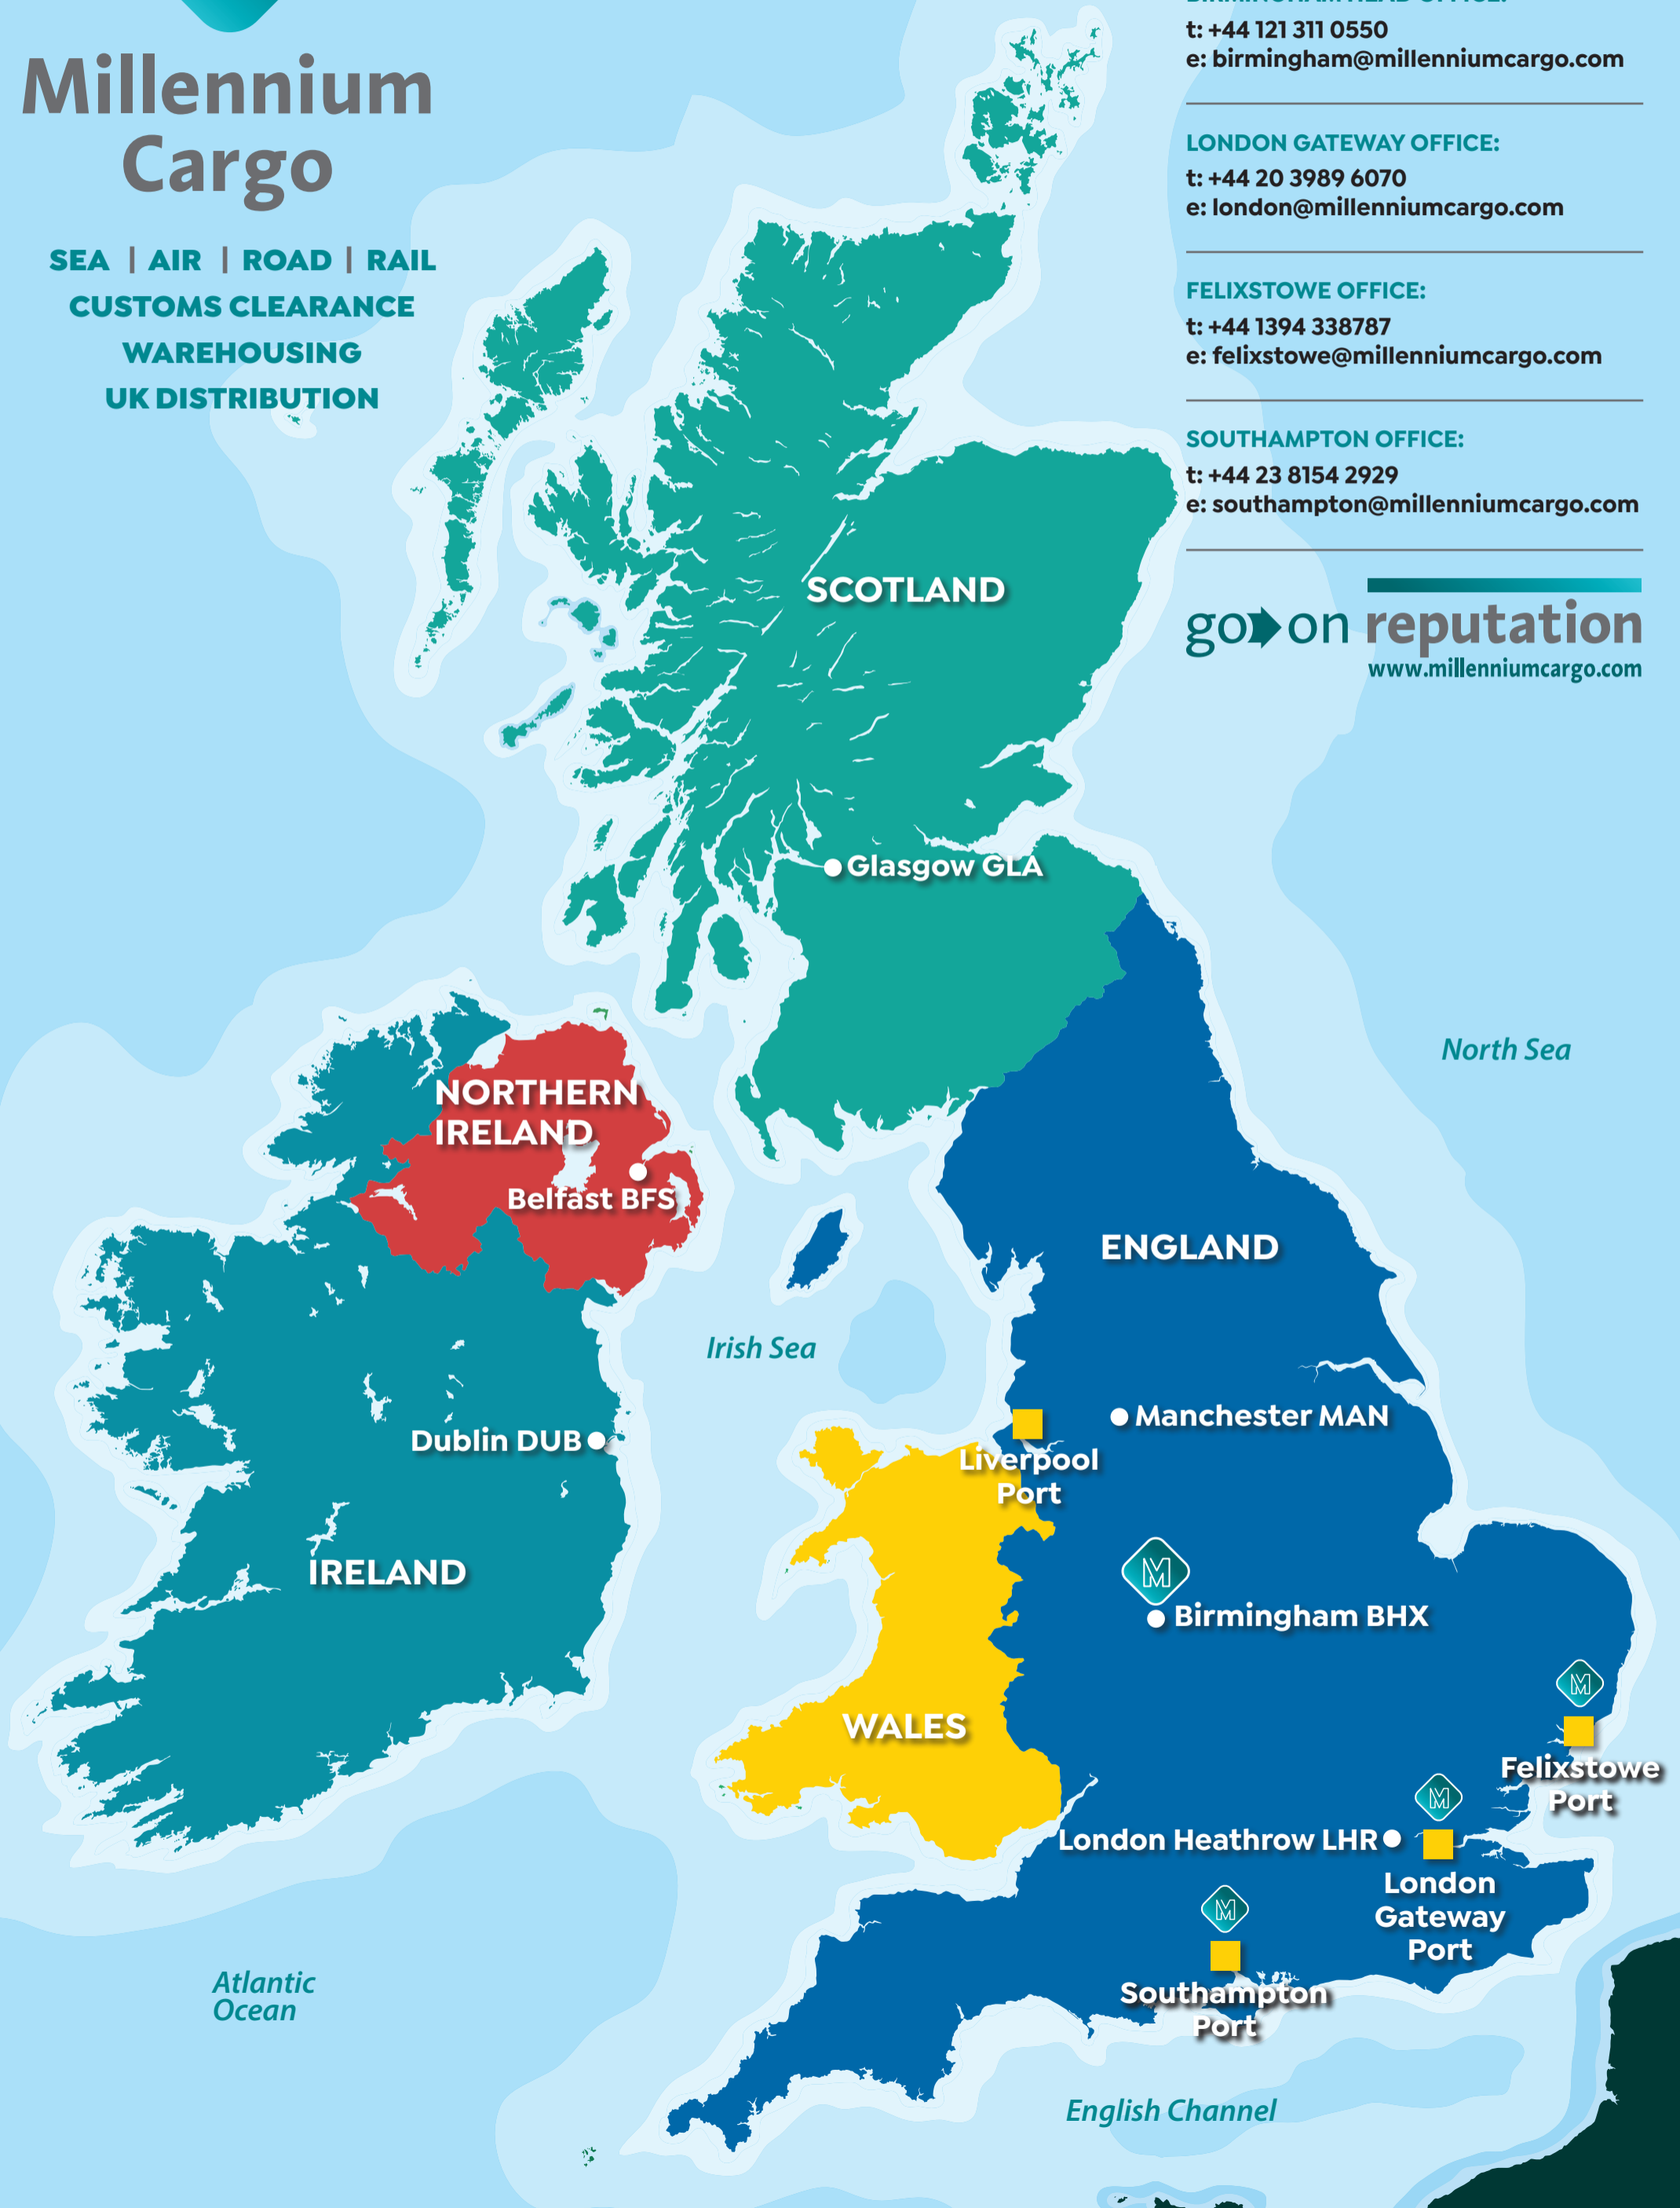 Millennium
Cargo
SEA | AIR | ROAD | RAIL
CUSTOMS CLEARANCE
WAREHOUSING
UK DISTRIBUTION
BIRMINGHAM HEAD OFFICE:
t: +44 121 311 0550
e: birmingham@millenniumcargo.com
LONDON GATEWAY OFFICE:
t: +44 20 3989 6070
e: london@millenniumcargo.com
FELIXSTOWE OFFICE:
t: +44 1394 338787
e: felixstowe@millenniumcargo.com
SOUTHAMPTON OFFICE:
t: +44 23 8154 2929
e: southampton@millenniumcargo.com
go on reputation
www.millenniumcargo.com
SCOTLAND
Glasgow GLA
North Sea
NORTHERN
IRELAND
Belfast BFS
ENGLAND
Irish Sea
Manchester MAN
Dublin DUB
Liverpool
Port
IRELAND
M
Birmingham BHX
M
WALES
Felixstowe
Port
M
London Heathrow LHR
London
Gateway
Port
M
Southampton
Port
Atlantic
Ocean
English Channel